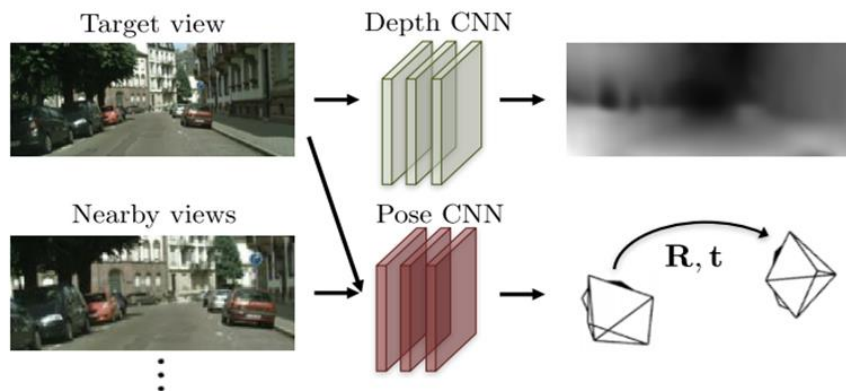 Target view
Depth CNN
Nearby views
Pose CNN
R, t